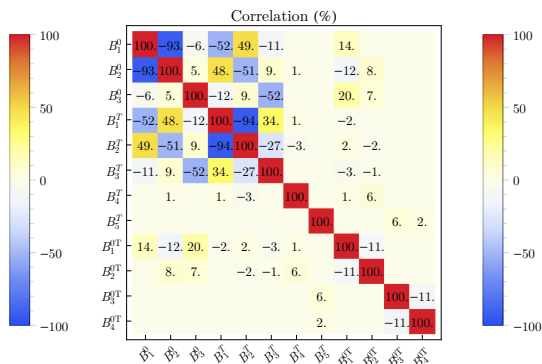 Correlation (%)
100 100
B_1^0 100. −93. −6. −52. 49. −11. 14.
B_2^0 −93. 100. 5. 48. −51. 9. 1. −12. 8.
50 50
B_3^0 −6. 5. 100. −12. 9. −52. 20. 7.
B_1^T −52. 48. −12. 100. −94. 34. 1. −2.
B_2^T 49. −51. 9. −94. 100. −27. −3. 2. −2.
0 0
B_3^T −11. 9. −52. 34. −27. 100. −3. −1.
B_4^T 1. 1. −3. 100. 1. 6.
B_5^T 100. 6. 2.
−50 −50
B_1^{0T} 14. −12. 20. −2. 2. −3. 1. 100. −11.
B_2^{0T} 8. 7. −2. −1. 6. −11. 100.
B_3^{0T} 6. 100. −11.
B_4^{0T} 2. −11. 100.
−100 −100
B_1^0 B_2^0 B_3^0 B_1^T B_2^T B_3^T B_4^T B_5^T B_1^{0T} B_2^{0T} B_3^{0T} B_4^{0T}